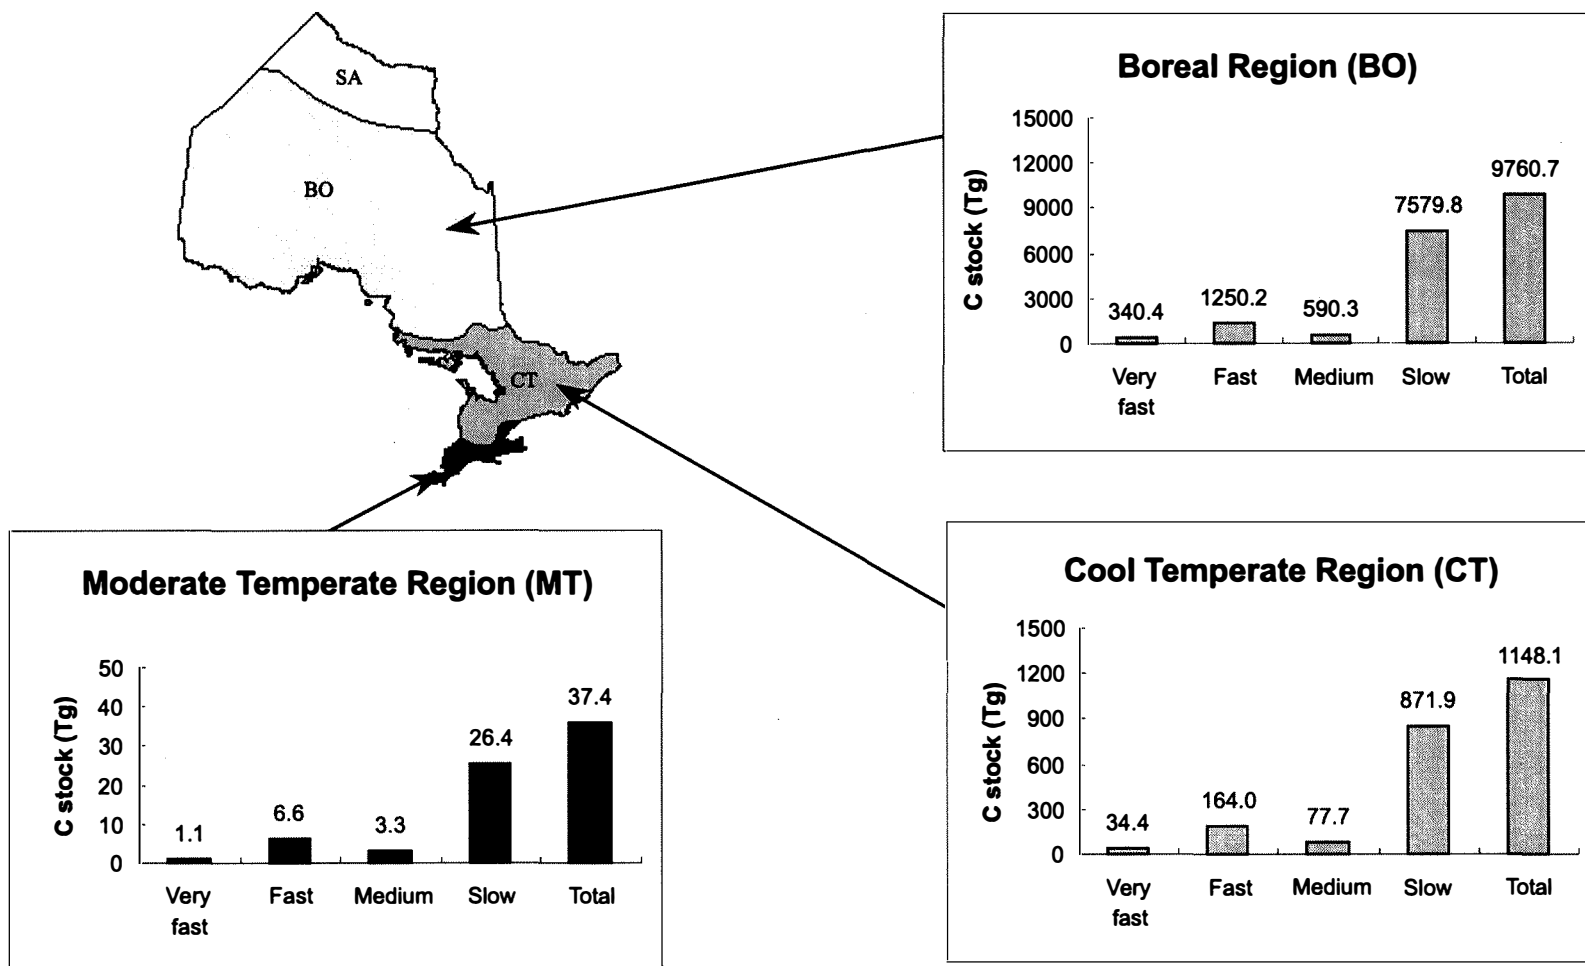 SA
BO
CT
Boreal Region (BO)
C stock (Tg)
15000
12000
9000
6000
3000
0
340.4
1250.2
590.3
7579.8
9760.7
Very fast
Fast
Medium
Slow
Total
Moderate Temperate Region (MT)
C stock (Tg)
50
40
30
20
10
0
1.1
6.6
3.3
26.4
37.4
Very fast
Fast
Medium
Slow
Total
Cool Temperate Region (CT)
C stock (Tg)
1500
1200
900
600
300
0
34.4
164.0
77.7
871.9
1148.1
Very fast
Fast
Medium
Slow
Total